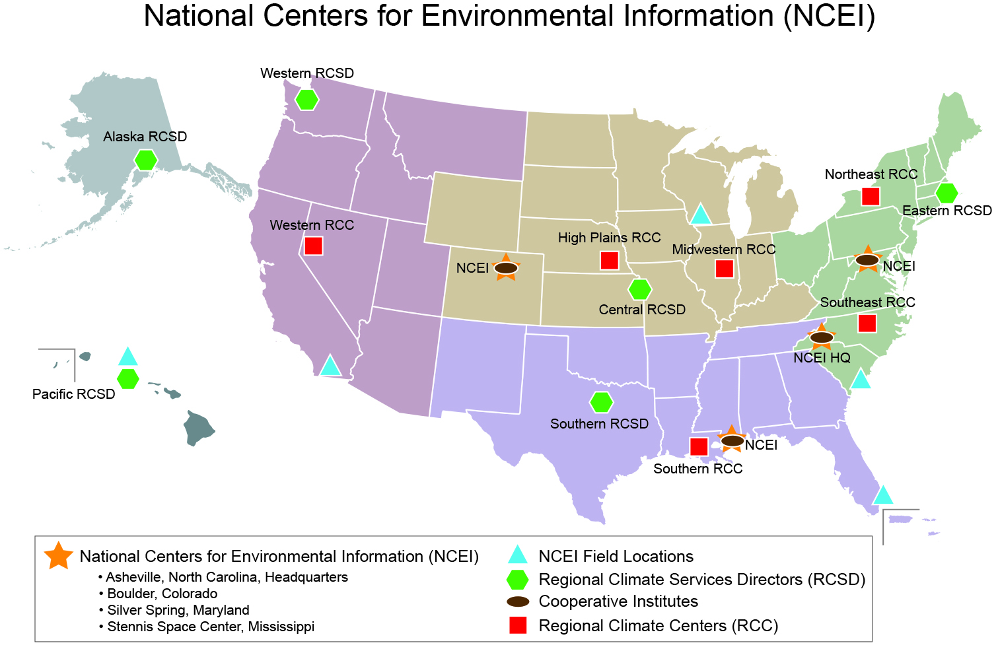 National Centers for Environmental Information (NCEI)
Western RCSD
Alaska RCSD
Northeast RCC
Eastern RCSD
Western RCC
High Plains RCC
Midwestern RCC
NCEI
NCEI
Central RCSD
Southeast RCC
NCEI HQ
Pacific RCSD
Southern RCSD
NCEI
Southern RCC
National Centers for Environmental Information (NCEI)
• Asheville, North Carolina, Headquarters
• Boulder, Colorado
• Silver Spring, Maryland
• Stennis Space Center, Mississippi
NCEI Field Locations
Regional Climate Services Directors (RCSD)
Cooperative Institutes
Regional Climate Centers (RCC)